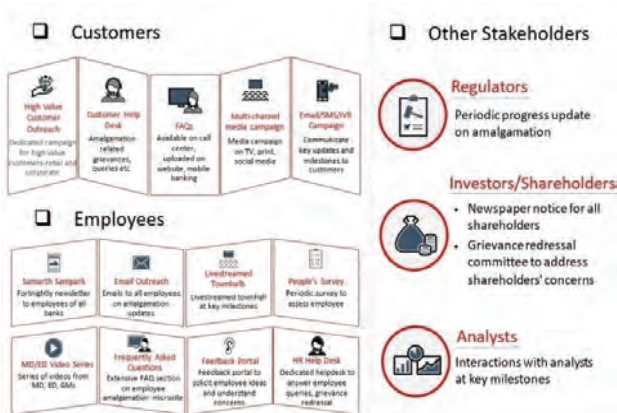 Customers
High Value
Customer
Outreach
Dedicated campaign
for high value
customers-retail and
corporate
Customer Help
Desk
Amalgamation-
related
grievances,
queries etc
FAQs
Available on call
center,
uploaded on
website, mobile
banking
Multi-channel
media campaign
Media campaign
on TV, print,
social media
Email/SMS/IVR
Campaign
Communicate
key updates and
milestones to
customers
Employees
Samarth Sampark
Fortnightly newsletter
to employees of all
banks
Email Outreach
Emails to all employees
on amalgamation
updates
Livestreamed
Townhalls
Livestreamed townhall
at key milestones
People's Survey
Periodic survey to
assess employee
MD/ED Video Series
Series of videos from
MD, ED, GMs
Frequently Asked
Questions
Extensive FAQ section
on employee
amalgamation microsite
Feedback Portal
Feedback portal to
solicit employee ideas
and understand
concerns
HR Help Desk
Dedicated helpdesk to
answer employee
queries, grievance
redressal
Other Stakeholders
Regulators
Periodic progress update
on amalgamation
Investors/Shareholders
• Newspaper notice for all
shareholders
• Grievance redressal
committee to address
shareholders' concerns
Analysts
Interactions with analysts
at key milestones